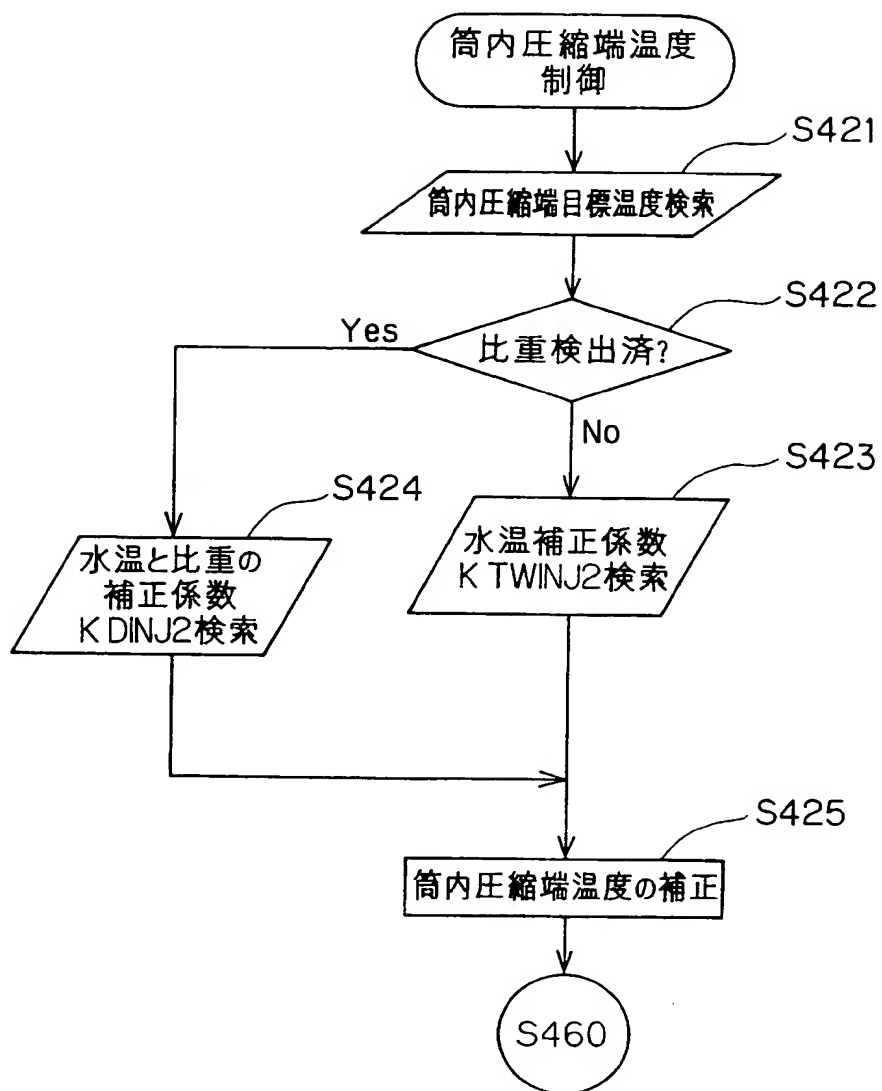 筒内圧縮端温度
制御
S421
筒内圧縮端目標温度検索
S422
Yes
比重検出済?
No
S423
S424
水温補正係数
K TWINJ2検索
水温と比重の
補正係数
K DINJ2検索
S425
筒内圧縮端温度の補正
S460